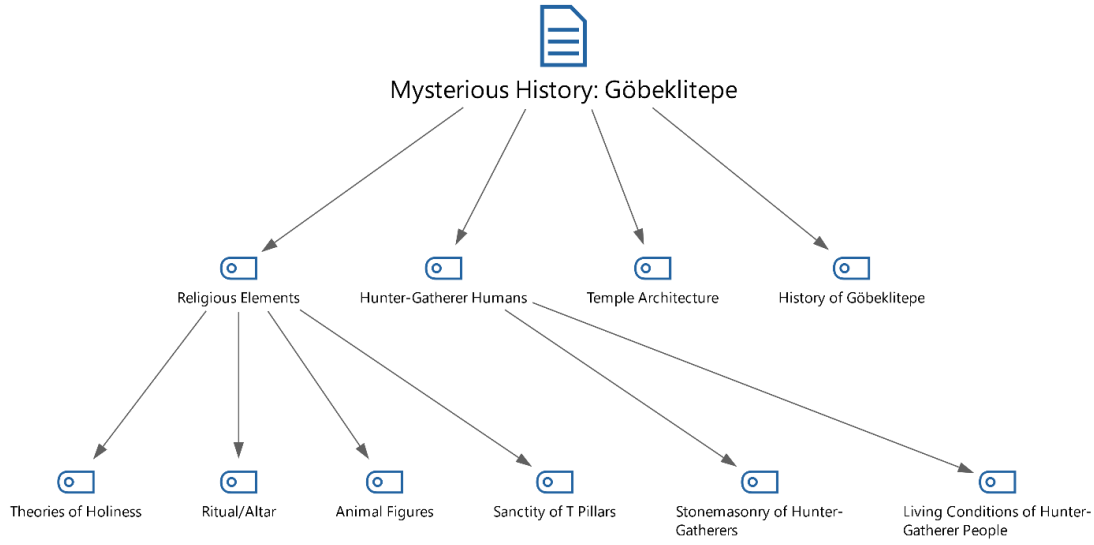 Mysterious History: Göbeklitepe
Religious Elements
Hunter-Gatherer Humans
Temple Architecture
History of Göbeklitepe
Theories of Holiness
Ritual/Altar
Animal Figures
Sanctity of T Pillars
Stonemasonry of Hunter-
Gatherers
Living Conditions of Hunter-
Gatherer People